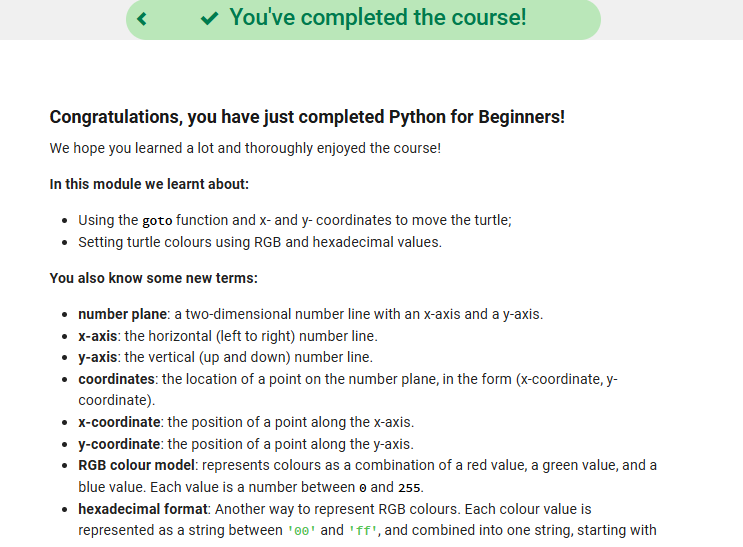 You've completed the course!
Congratulations, you have just completed Python for Beginners!
We hope you learned a lot and thoroughly enjoyed the course!
In this module we learnt about:
Using the goto function and x- and y- coordinates to move the turtle;
Setting turtle colours using RGB and hexadecimal values.
You also know some new terms:
number plane: a two-dimensional number line with an x-axis and a y-axis.
x-axis: the horizontal (left to right) number line.
y-axis: the vertical (up and down) number line.
coordinates: the location of a point on the number plane, in the form (x-coordinate, y-
coordinate).
x-coordinate: the position of a point along the x-axis.
y-coordinate: the position of a point along the y-axis.
RGB colour model: represents colours as a combination of a red value, a green value, and a
blue value. Each value is a number between 0 and 255.
hexadecimal format: Another way to represent RGB colours. Each colour value is
represented as a string between '00' and 'ff', and combined into one string, starting with